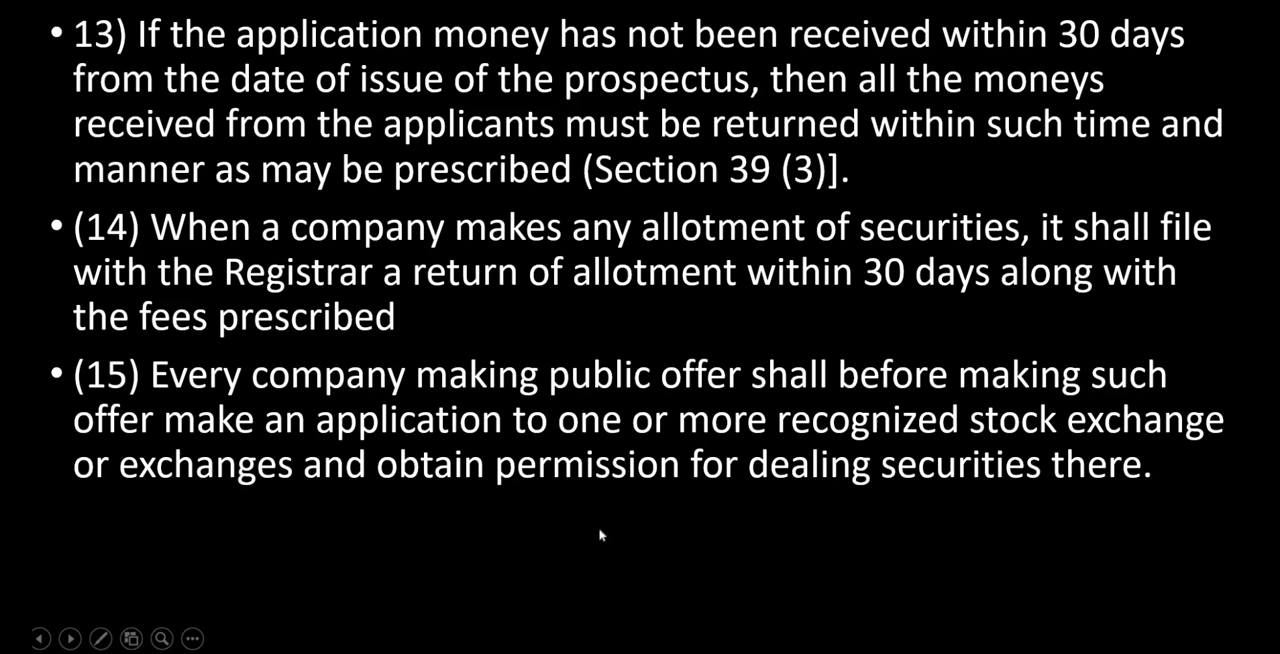 • 13) If the application money has not been received within 30 days
from the date of issue of the prospectus, then all the moneys
received from the applicants must be returned within such time and
manner as may be prescribed (Section 39 (3)].
• (14) When a company makes any allotment of securities, it shall file
with the Registrar a return of allotment within 30 days along with
the fees prescribed
• (15) Every company making public offer shall before making such
offer make an application to one or more recognized stock exchange
or exchanges and obtain permission for dealing securities there.